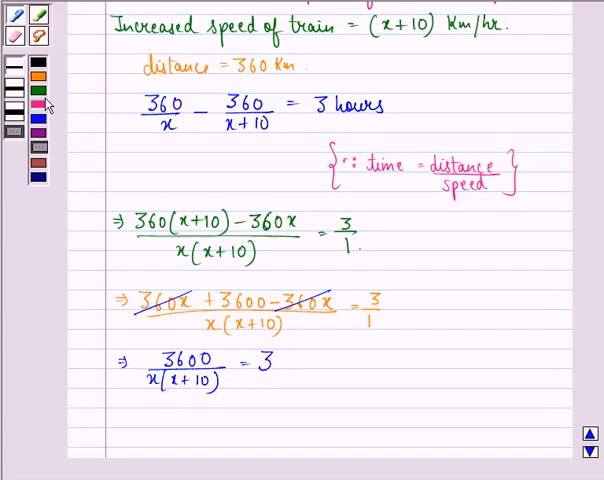 Increased speed of train = (x+10) Km/hr.
distance = 360 Km.
360/x - 360/x+10 = 3 hours
{∵ time = distance/speed}
⇒ 360(x+10) - 360x / x(x+10) = 3/1.
⇒ 360x + 3600 - 360x / x(x+10) = 3/1
⇒ 3600 / x(x+10) = 3